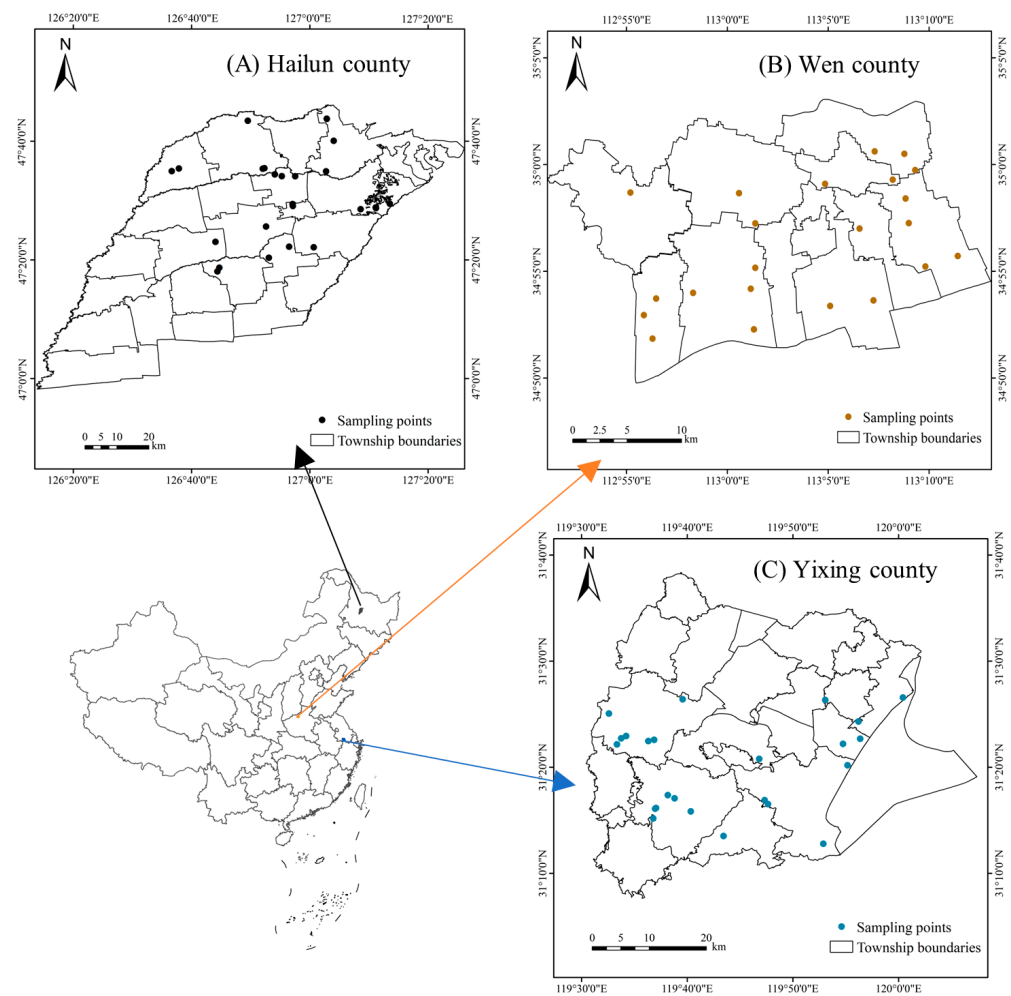 126°20'0"E 126°40'0"E 127°0'0"E 127°20'0"E
N
(A) Hailun county
47°40'0"N 47°40'0"N
47°20'0"N 47°20'0"N
47°0'0"N 47°0'0"N
Sampling points
0 5 10 20
km
Township boundaries
126°20'0"E 126°40'0"E 127°0'0"E 127°20'0"E
112°55'0"E 113°0'0"E 113°5'0"E 113°10'0"E
N
(B) Wen county
35°5'0"N 35°5'0"N
35°0'0"N 35°0'0"N
34°55'0"N 34°55'0"N
34°50'0"N 34°50'0"N
Sampling points
0 2.5 5 10
km
Township boundaries
112°55'0"E 113°0'0"E 113°5'0"E 113°10'0"E
119°30'0"E 119°40'0"E 119°50'0"E 120°0'0"E
N
(C) Yixing county
31°40'0"N 31°40'0"N
31°30'0"N 31°30'0"N
31°20'0"N 31°20'0"N
31°10'0"N 31°10'0"N
Sampling points
0 5 10 20
km
Township boundaries
119°30'0"E 119°40'0"E 119°50'0"E 120°0'0"E